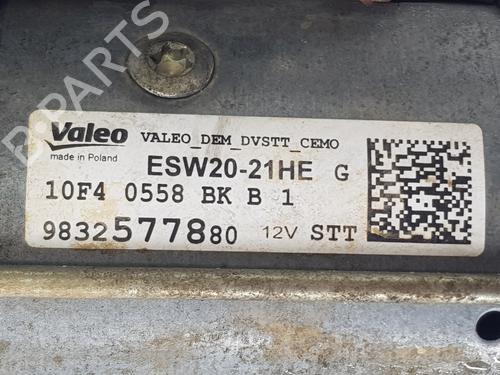 Valeo VALEO_DEM_DVSTT_CEMO
made in Poland
ESW20-21HE G
10F4 0558 BK B 1
9832577880 12V STT
B-PARTS